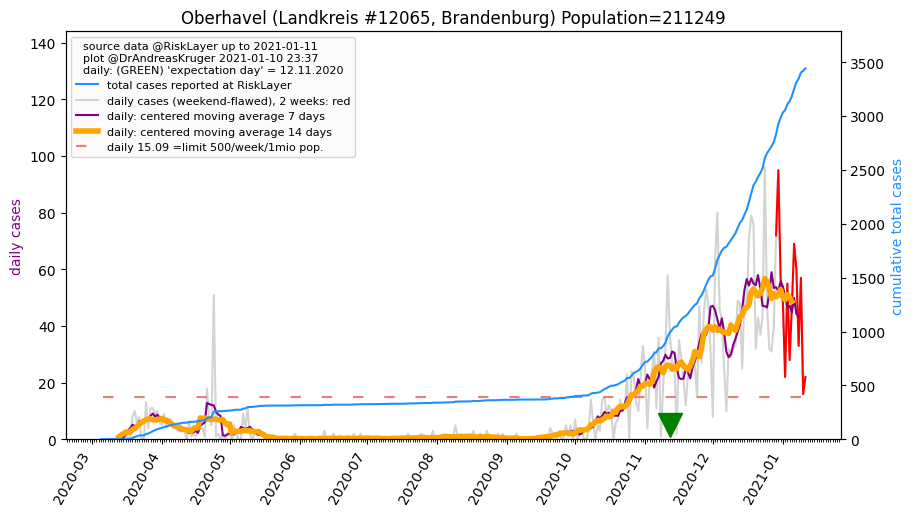 Oberhavel (Landkreis #12065, Brandenburg) Population=211249
source data @RiskLayer up to 2021-01-11
plot @DrAndreasKruger 2021-01-10 23:37
daily: (GREEN) 'expectation day' = 12.11.2020
total cases reported at RiskLayer
daily cases (weekend-flawed), 2 weeks: red
daily: centered moving average 7 days
daily: centered moving average 14 days
daily 15.09 =limit 500/week/1mio pop.
daily cases
140
120
100
80
60
40
20
0
cumulative total cases
3500
3000
2500
2000
1500
1000
500
0
2020-03
2020-04
2020-05
2020-06
2020-07
2020-08
2020-09
2020-10
2020-11
2020-12
2021-01